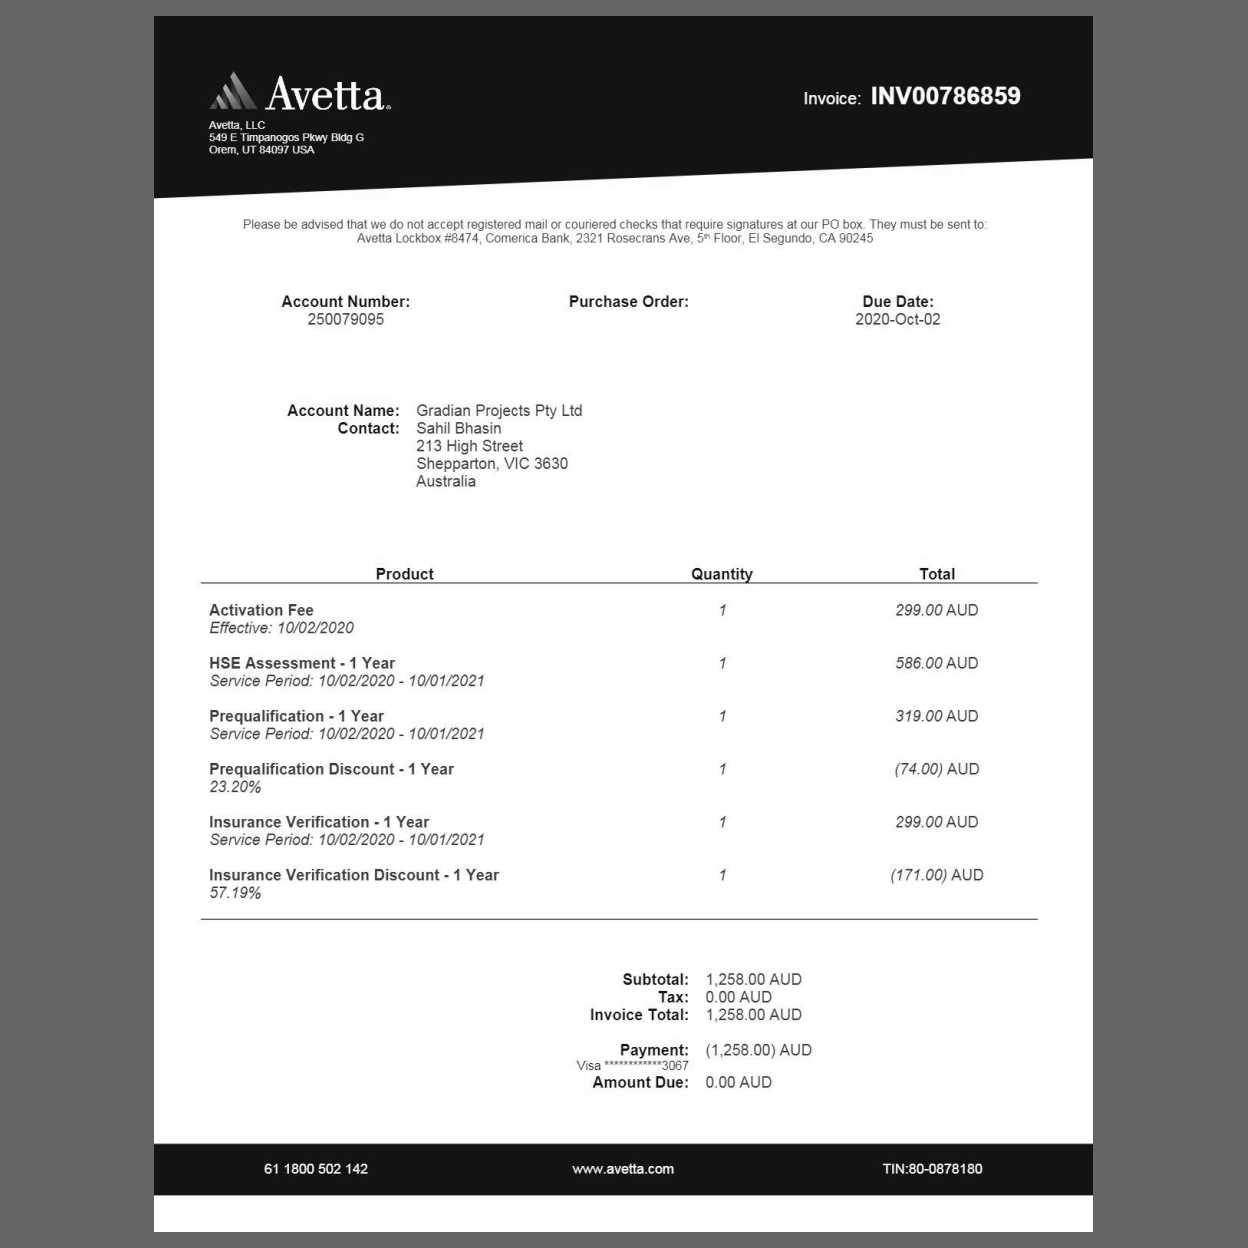 Avetta®
Avetta, LLC
549 E Timpanogos Pkwy Bldg G
Orem, UT 84097 USA
Invoice: INV00786859
Please be advised that we do not accept registered mail or couriered checks that require signatures at our PO box. They must be sent to:
Avetta Lockbox #8474, Comerica Bank, 2321 Rosecrans Ave, 5th Floor, El Segundo, CA 90245
Account Number: Purchase Order: Due Date:
250079095 2020-Oct-02
Account Name: Gradian Projects Pty Ltd
Contact: Sahil Bhasin
213 High Street
Shepparton, VIC 3630
Australia
Product Quantity Total
Activation Fee 1 299.00 AUD
Effective: 10/02/2020
HSE Assessment - 1 Year 1 586.00 AUD
Service Period: 10/02/2020 - 10/01/2021
Prequalification - 1 Year 1 319.00 AUD
Service Period: 10/02/2020 - 10/01/2021
Prequalification Discount - 1 Year 1 (74.00) AUD
23.20%
Insurance Verification - 1 Year 1 299.00 AUD
Service Period: 10/02/2020 - 10/01/2021
Insurance Verification Discount - 1 Year 1 (171.00) AUD
57.19%
Subtotal: 1,258.00 AUD
Tax: 0.00 AUD
Invoice Total: 1,258.00 AUD
Payment: (1,258.00) AUD
Visa ************3067
Amount Due: 0.00 AUD
61 1800 502 142 www.avetta.com TIN:80-0878180